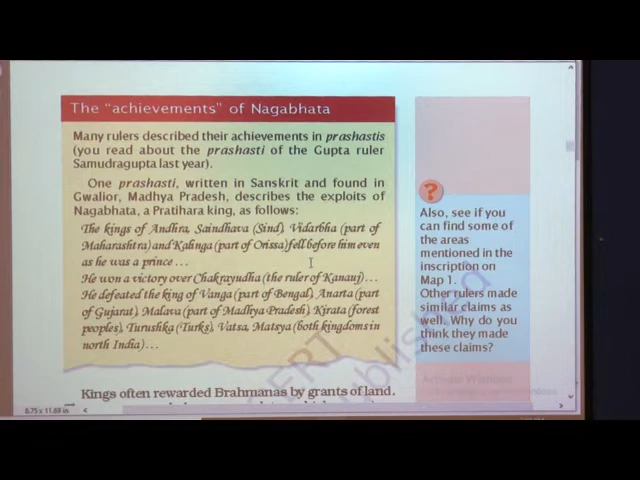 The "achievements" of Nagabhata
Many rulers described their achievements in prashastis
(you read about the prashasti of the Gupta ruler
Samudragupta last year).
One prashasti, written in Sanskrit and found in
Gwalior, Madhya Pradesh, describes the exploits of
Nagabhata, a Pratihara king, as follows:
The kings of Andhra, Saindhava (Sind), Vidarbha (part of
Maharashtra) and Kalinga (part of Orissa) fell before him even
as he was a prince ...
He won a victory over Chakrayudha (the ruler of Kanauj) ...
He defeated the king of Vanga (part of Bengal), Anarta (part
of Gujarat), Malava (part of Madhya Pradesh), Kirata (forest
peoples), Turushka (Turks), Vatsa, Matsya (both kingdoms in
north India) ...
Kings often rewarded Brahmanas by grants of land.
?
Also, see if you
can find some of
the areas
mentioned in the
inscription on
Map 1.
Other rulers made
similar claims as
well. Why do you
think they made
these claims?
Activate Windows
8.75 x 11.69 in